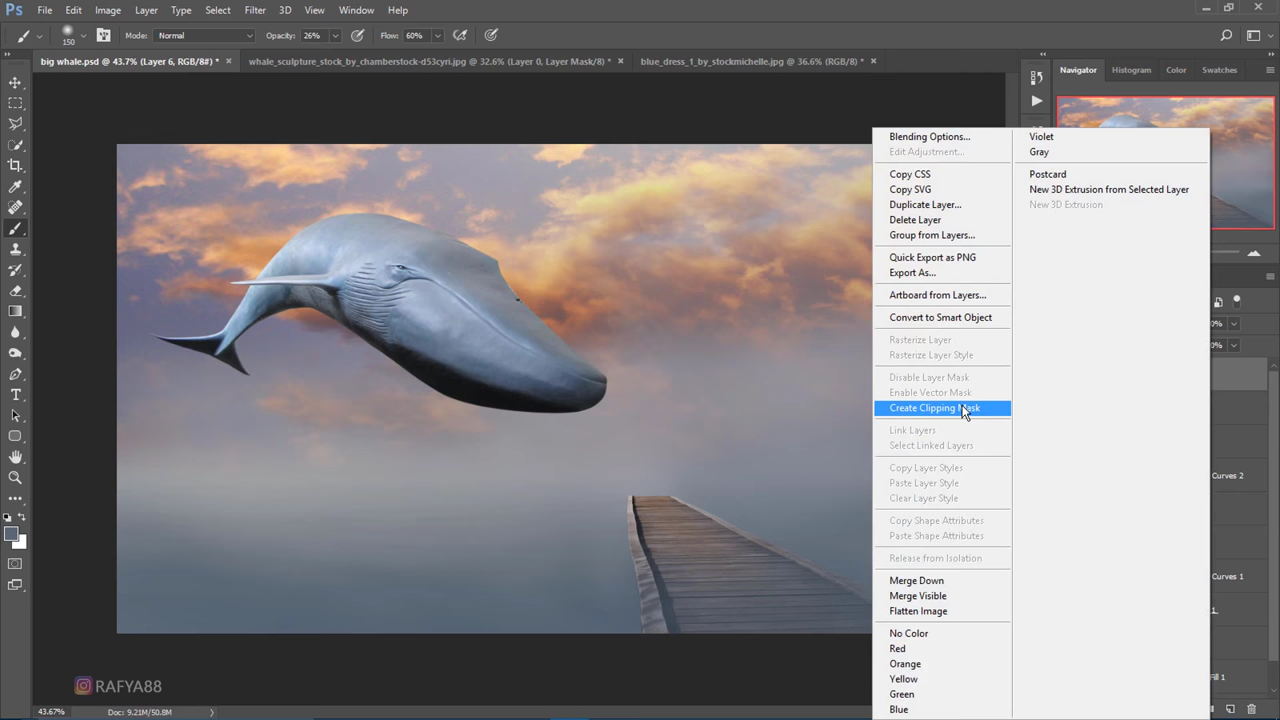 Ps File Edit Image Layer Type Select Filter 3D View Window Help
150 Mode: Normal Opacity: 26% Flow: 60%
big whale.psd @ 43.7% (Layer 6, RGB/8#) * × whale_sculpture_stock_by_chamberstock-d53cyri.jpg @ 32.6% (Layer 0, Layer Mask/8) * × blue_dress_1_by_stockmichelle.jpg @ 36.6% (RGB/8) * ×
Navigator Histogram Color Swatches
Blending Options...
Edit Adjustment...
Copy CSS
Copy SVG
Duplicate Layer...
Delete Layer
Group from Layers...
Quick Export as PNG
Export As...
Artboard from Layers...
Convert to Smart Object
Rasterize Layer
Rasterize Layer Style
Disable Layer Mask
Enable Vector Mask
Create Clipping Mask
Link Layers
Select Linked Layers
Copy Layer Styles
Paste Layer Style
Clear Layer Style
Copy Shape Attributes
Paste Shape Attributes
Release from Isolation
Merge Down
Merge Visible
Flatten Image
No Color
Red
Orange
Yellow
Green
Blue
Violet
Gray
Postcard
New 3D Extrusion from Selected Layer
New 3D Extrusion
0%
0%
Curves 2
Curves 1
Fill 1
RAFYA88
43.67% Doc: 9.21M/50.8M